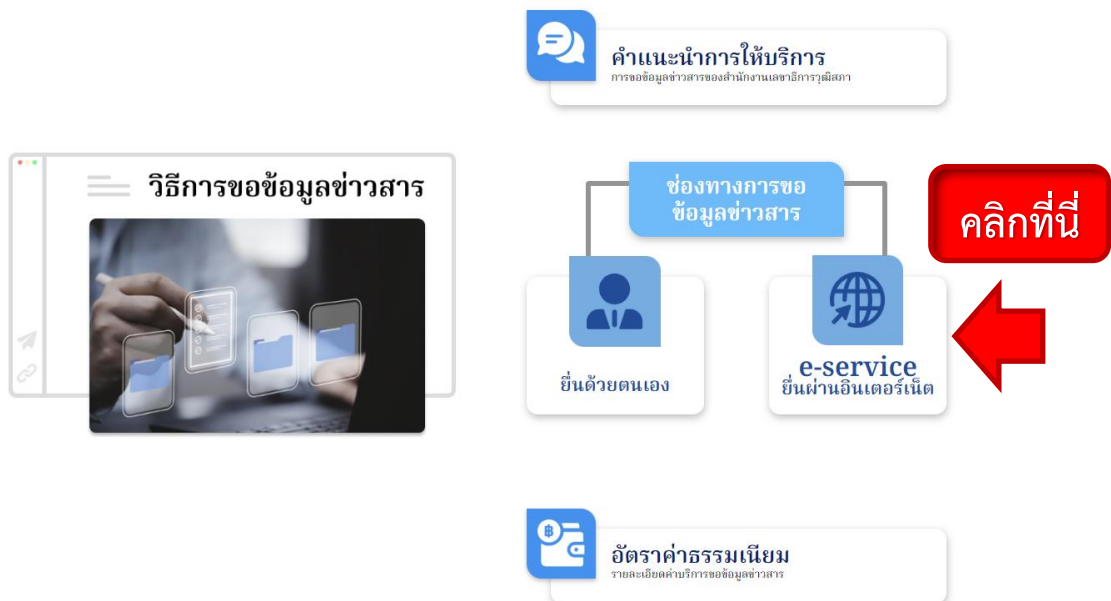 คำแนะนำการให้บริการ
การขอข้อมูลข่าวสารของสำนักงานเลขาธิการวุฒิสภา
วิธีการขอข้อมูลข่าวสาร
ช่องทางการขอ
ข้อมูลข่าวสาร
คลิกที่นี่
ยื่นด้วยตนเอง
e-service
ยื่นผ่านอินเตอร์เน็ต
อัตราค่าธรรมเนียม
รายละเอียดค่าบริการขอข้อมูลข่าวสาร